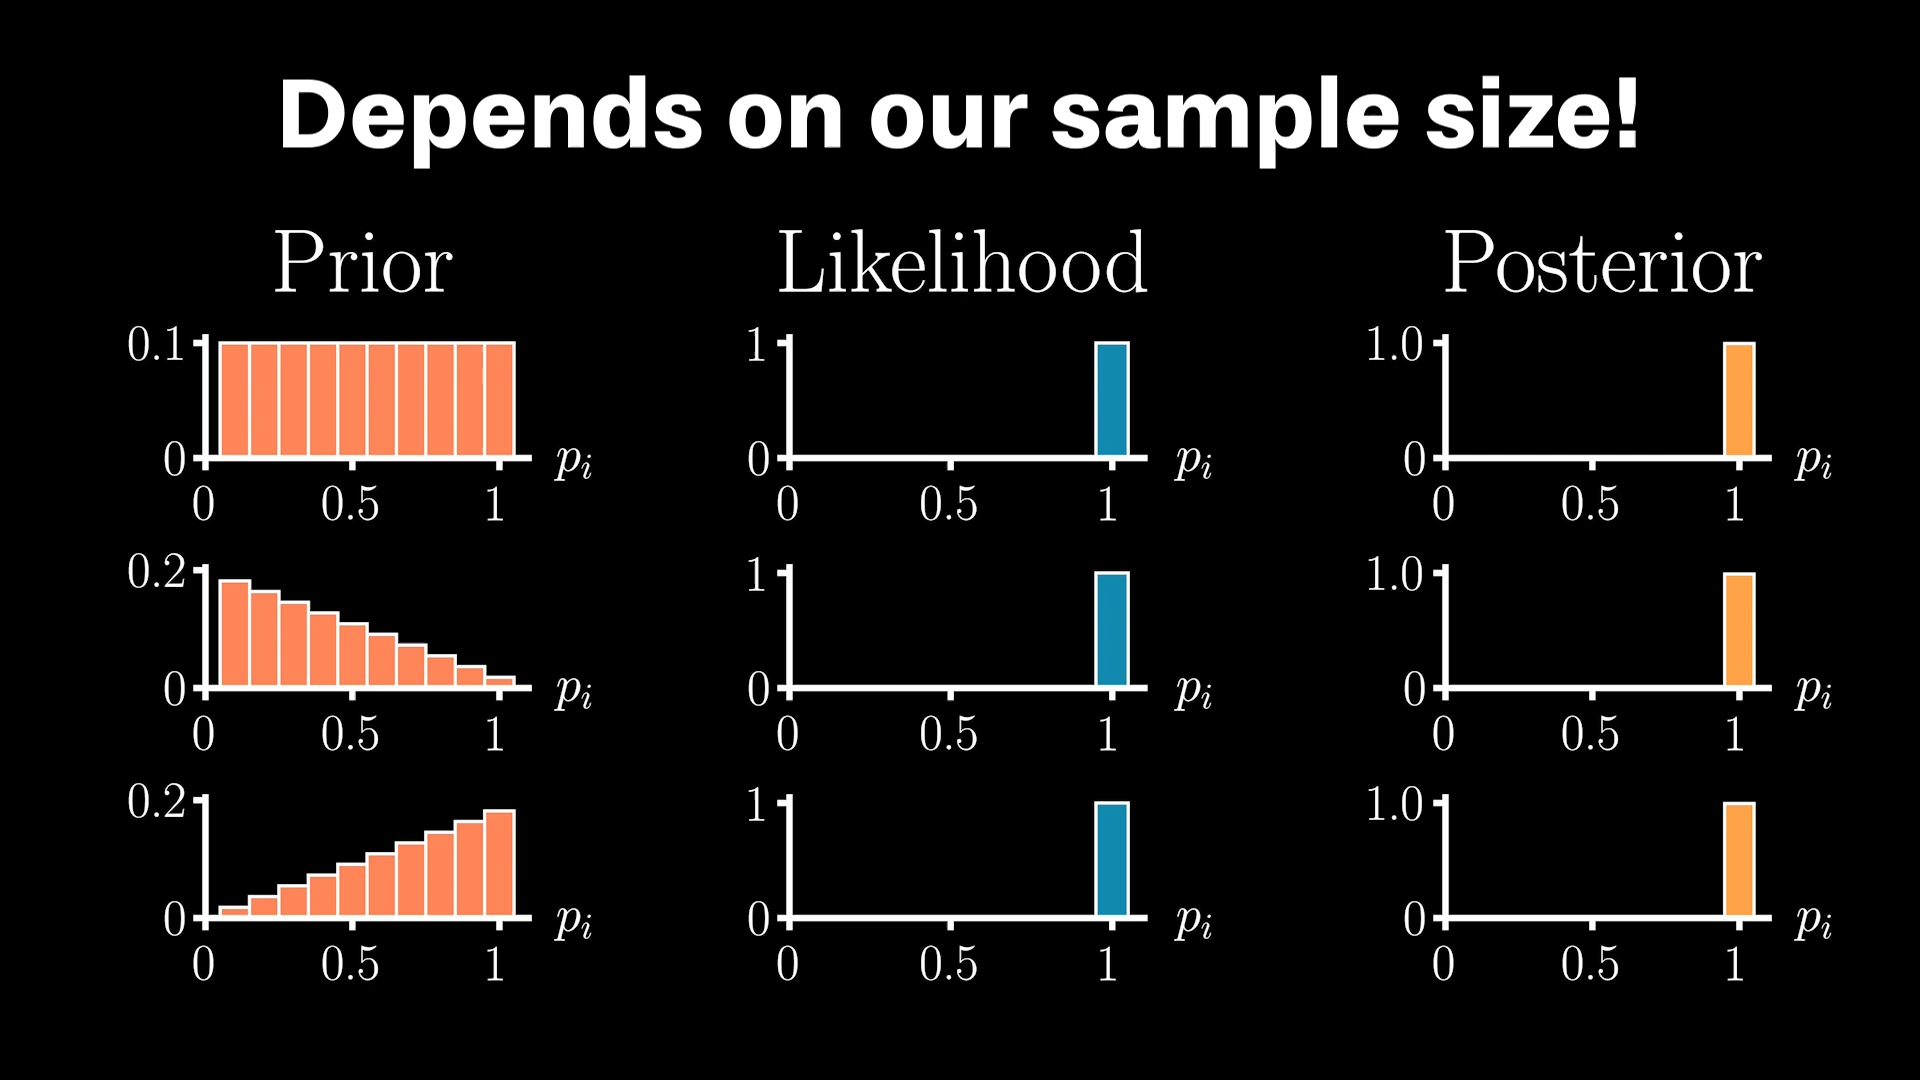 Depends on our sample size!
Prior Likelihood Posterior
0.1 1 1.0
0 p_i 0 p_i 0 p_i
0 0.5 1 0 0.5 1 0 0.5 1
0.2 1 1.0
0 p_i 0 p_i 0 p_i
0 0.5 1 0 0.5 1 0 0.5 1
0.2 1 1.0
0 p_i 0 p_i 0 p_i
0 0.5 1 0 0.5 1 0 0.5 1